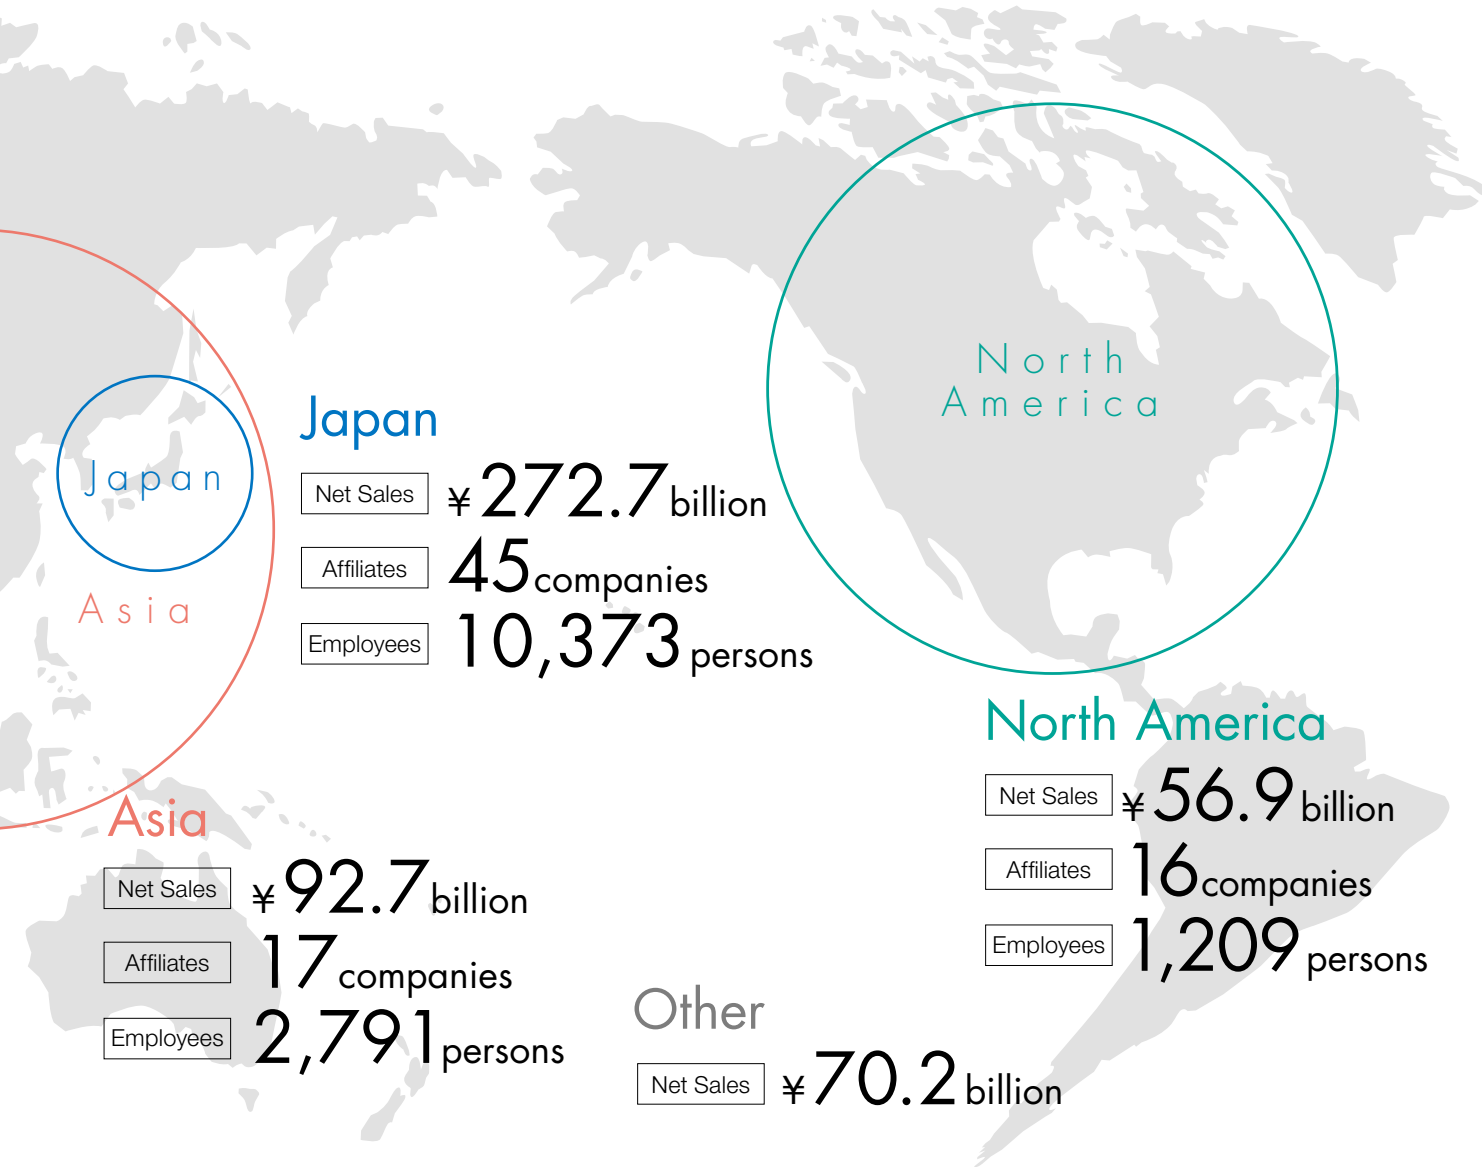 North
America
Japan
Asia
Japan
Net Sales ¥272.7 billion
Affiliates 45 companies
Employees 10,373 persons
North America
Net Sales ¥56.9 billion
Affiliates 16 companies
Employees 1,209 persons
Asia
Net Sales ¥92.7 billion
Affiliates 17 companies
Employees 2,791 persons
Other
Net Sales ¥70.2 billion